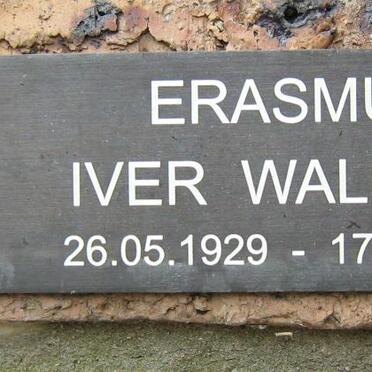 ERASMU
IVER WAL
26.05.1929 - 17